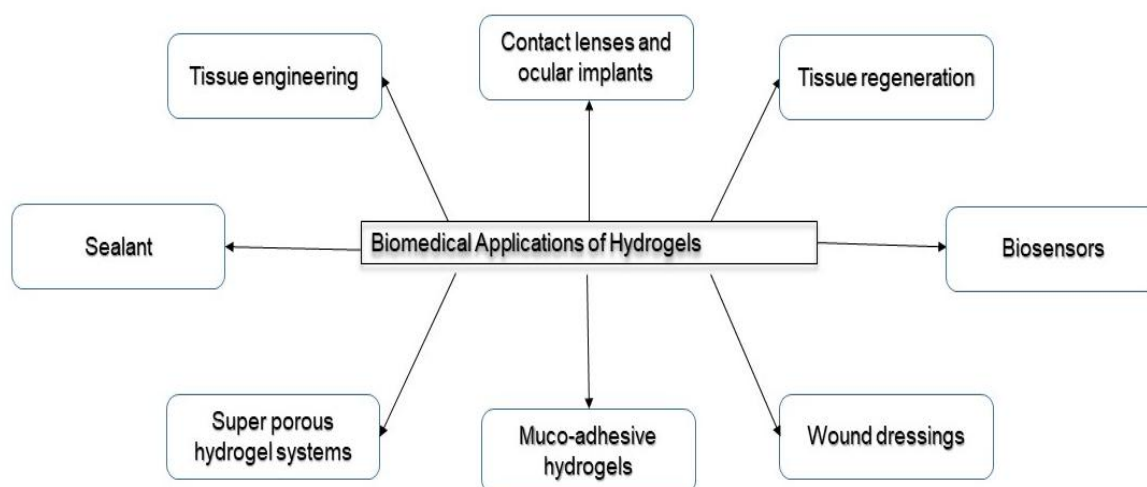 Contact lenses and
ocular implants
Tissue engineering
Tissue regeneration
Sealant
Biomedical Applications of Hydrogels
Biosensors
Super porous
hydrogel systems
Muco-adhesive
hydrogels
Wound dressings